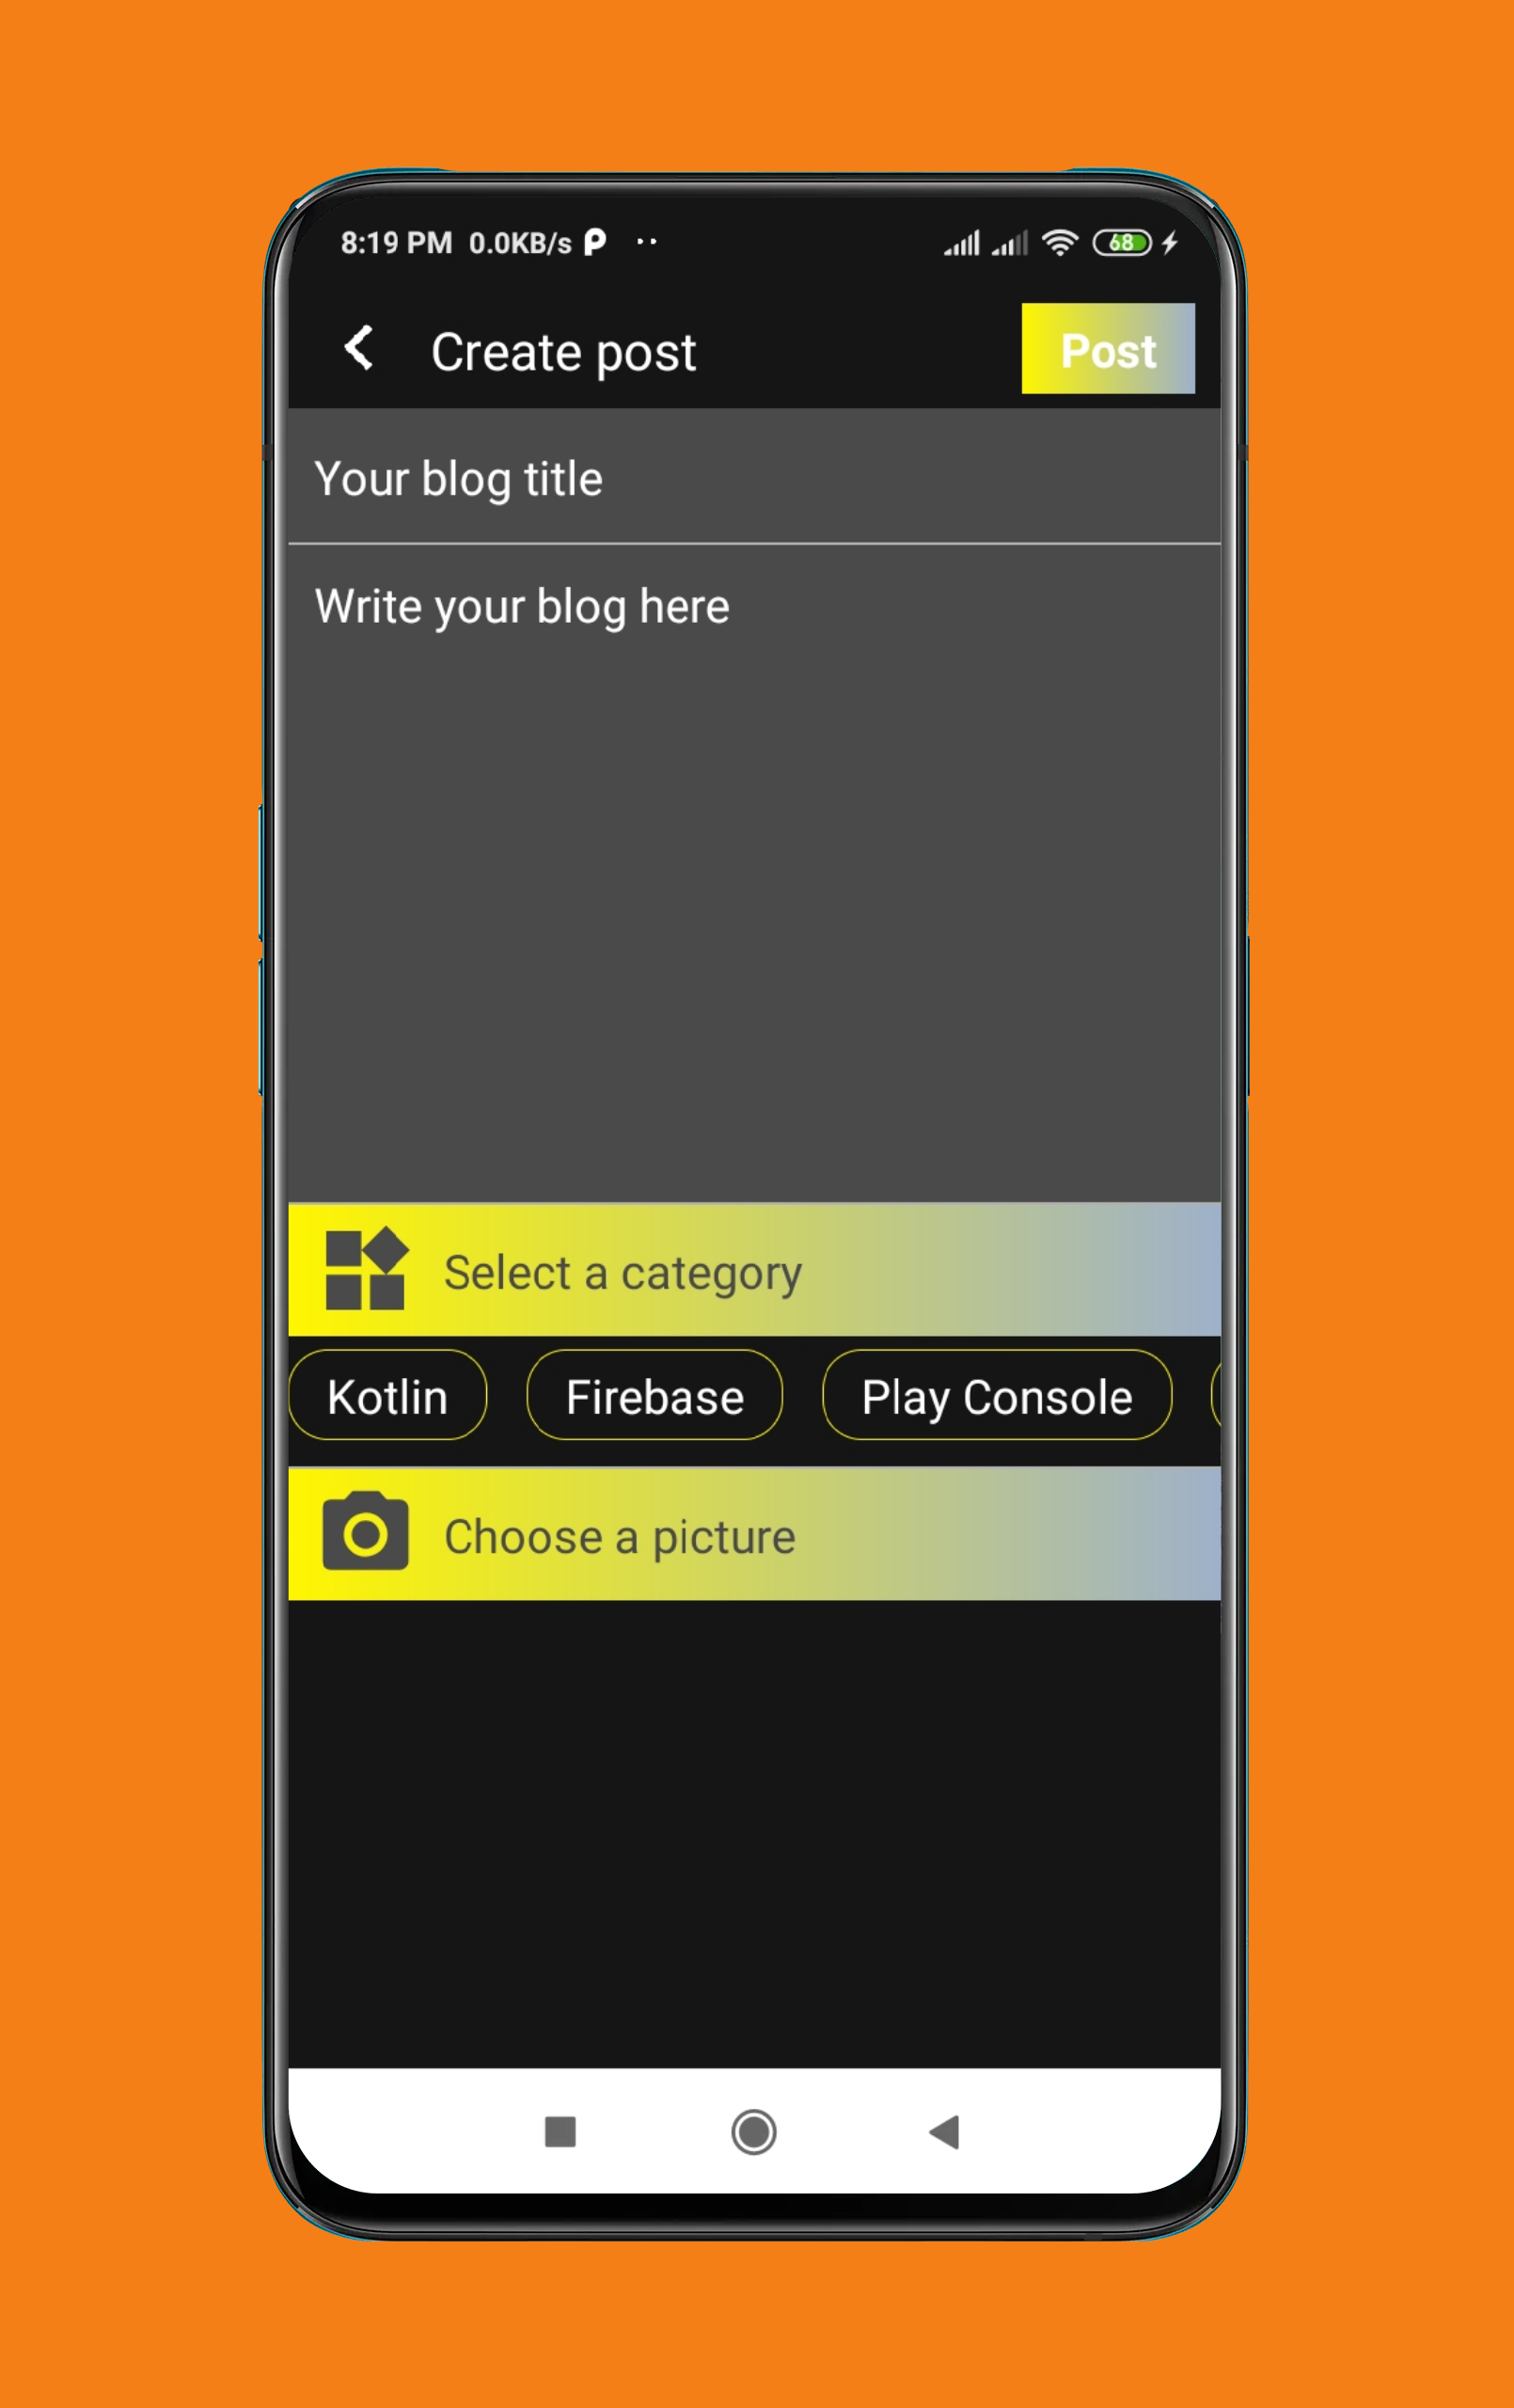 8:19 PM 0.0KB/s
68
Create post
Post
Your blog title
Write your blog here
Select a category
Kotlin Firebase Play Console
Choose a picture